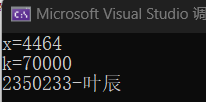 Microsoft Visual Studio 调
x=4464
k=70000
2350233-叶辰